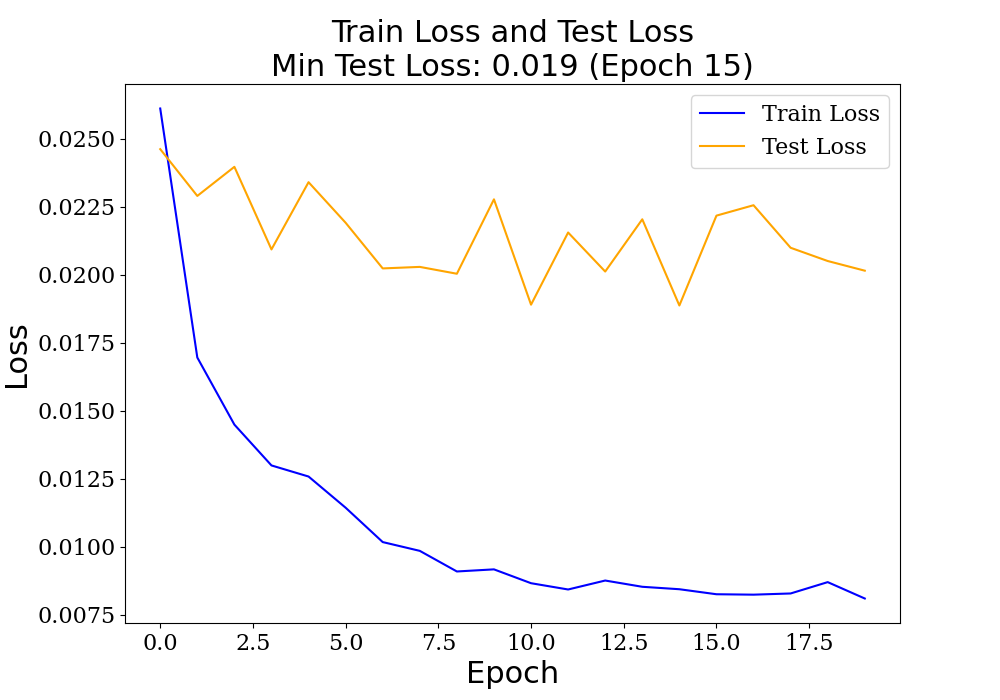 Train Loss and Test Loss
Min Test Loss: 0.019 (Epoch 15)
Train Loss
Test Loss
Loss
0.0250
0.0225
0.0200
0.0175
0.0150
0.0125
0.0100
0.0075
0.0 2.5 5.0 7.5 10.0 12.5 15.0 17.5
Epoch